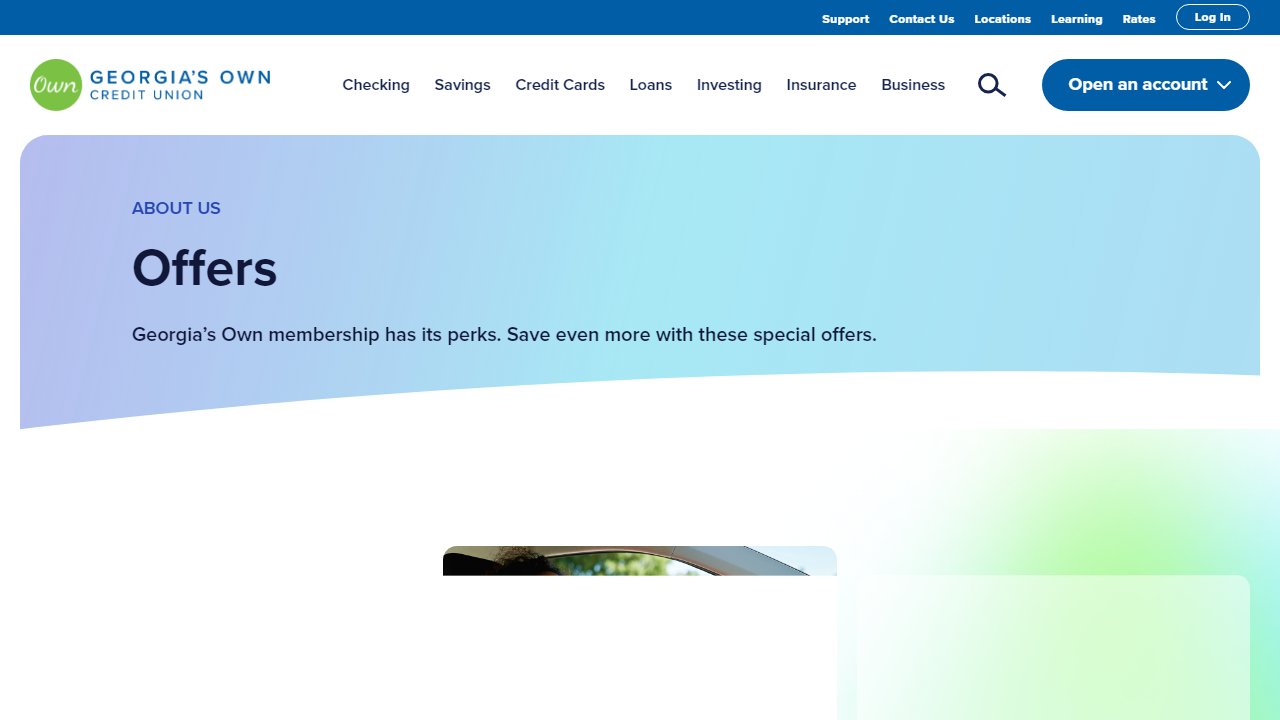 Support Contact Us Locations Learning Rates Log In
Own GEORGIA'S OWN
CREDIT UNION
Checking Savings Credit Cards Loans Investing Insurance Business
Open an account
ABOUT US
Offers
Georgia’s Own membership has its perks. Save even more with these special offers.